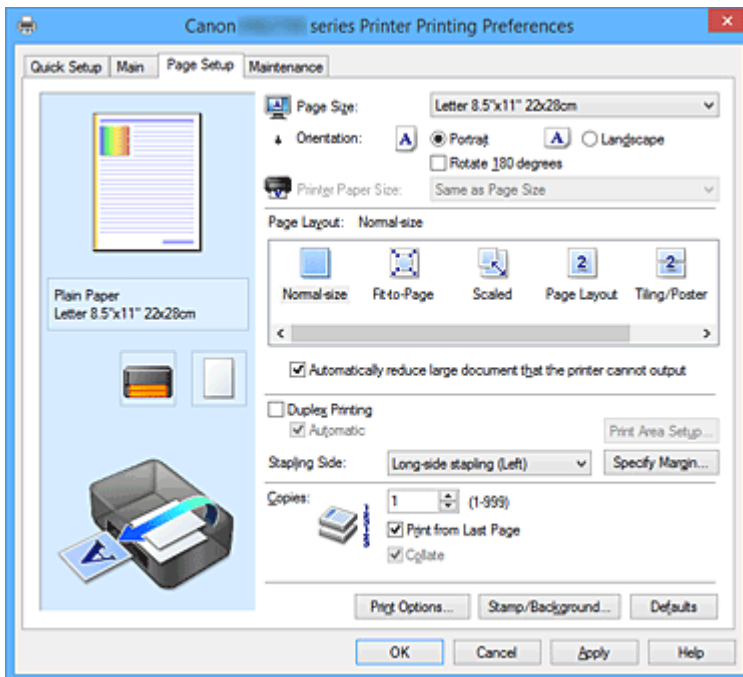 Canon series Printer Printing Preferences
Quick Setup Main Page Setup Maintenance
Page Size: Letter 8.5"x11" 22x28cm
Orientation: A Portrait A Landscape
Rotate 180 degrees
Printer Paper Size: Same as Page Size
Page Layout: Normal-size
2 2
Normal-size Fit-to-Page Scaled Page Layout Tiling/Poster
Plain Paper
Letter 8.5"x11" 22x28cm
Automatically reduce large document that the printer cannot output
Duplex Printing
Automatic Print Area Setup...
Stapling Side: Long-side stapling (Left) Specify Margin...
Copies: 1 (1-999)
Print from Last Page
Collate
A
Print Options... Stamp/Background... Defaults
OK Cancel Apply Help